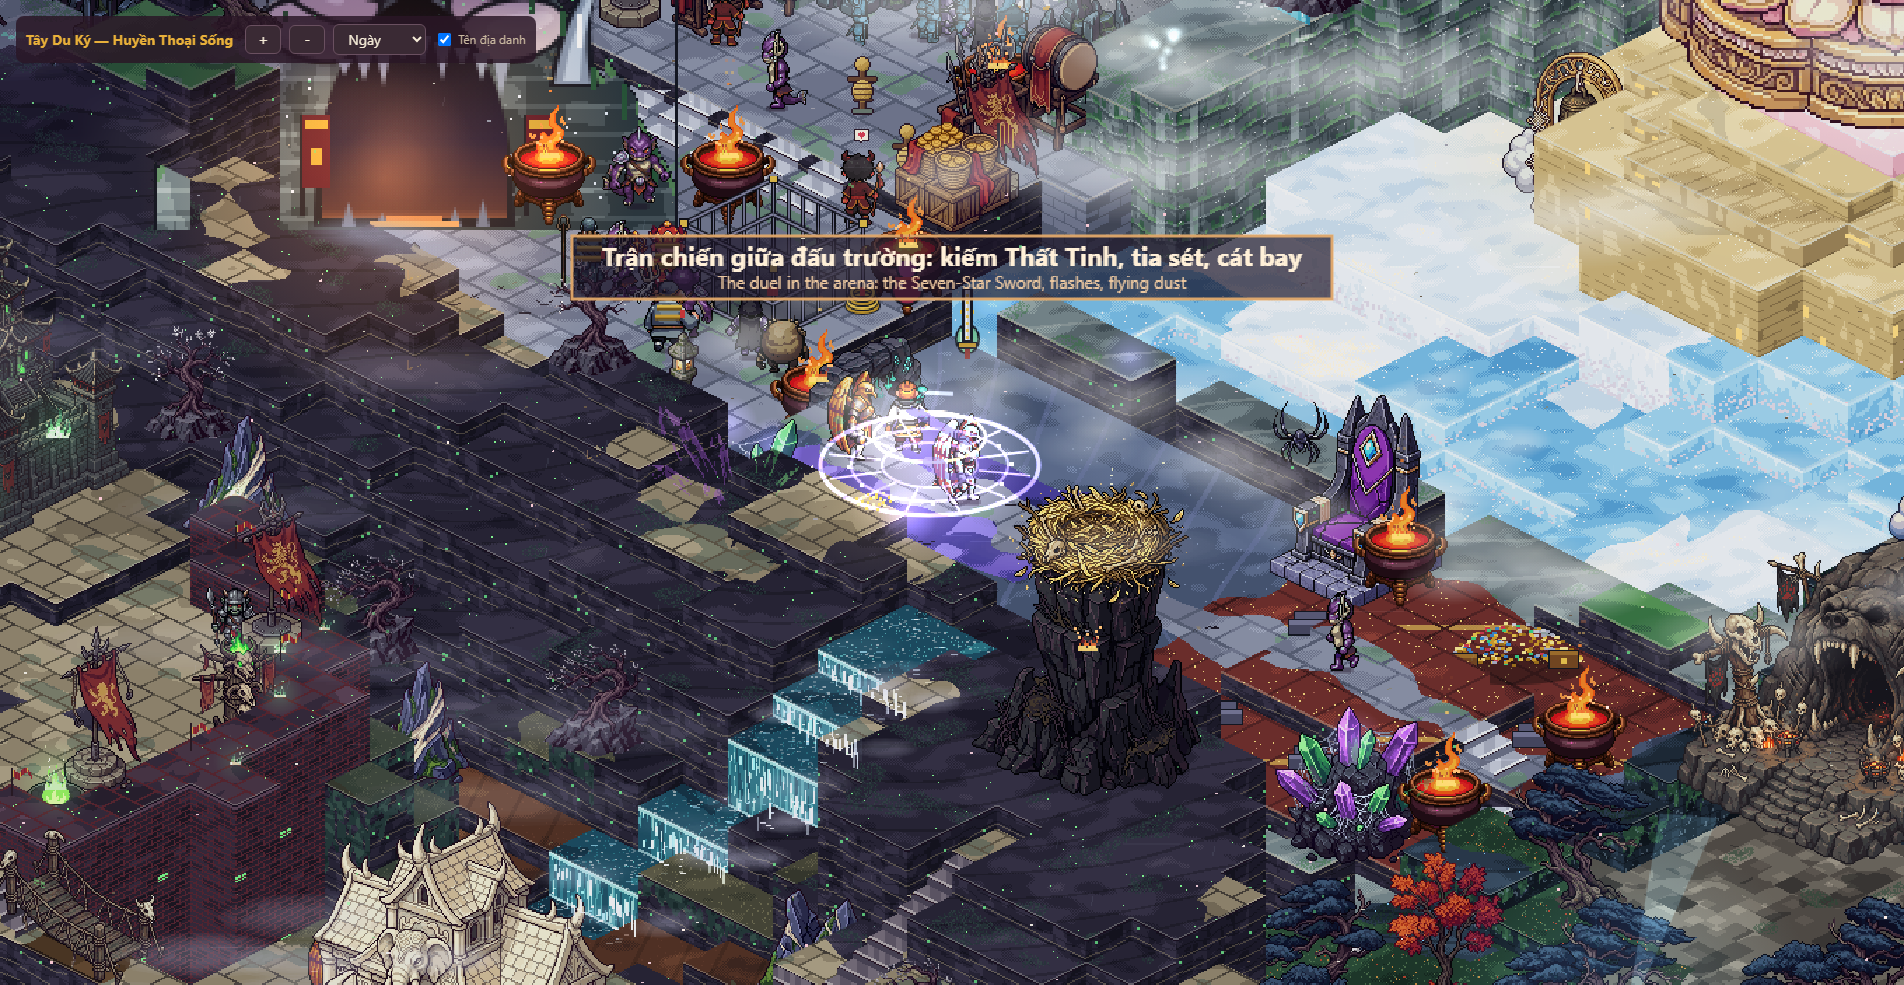 Tây Du Ký — Huyền Thoại Sống + - Ngày Tên địa danh
Trận chiến giữa đấu trường: kiếm Thất Tinh, tia sét, cát bay
The duel in the arena: the Seven-Star Sword, flashes, flying dust